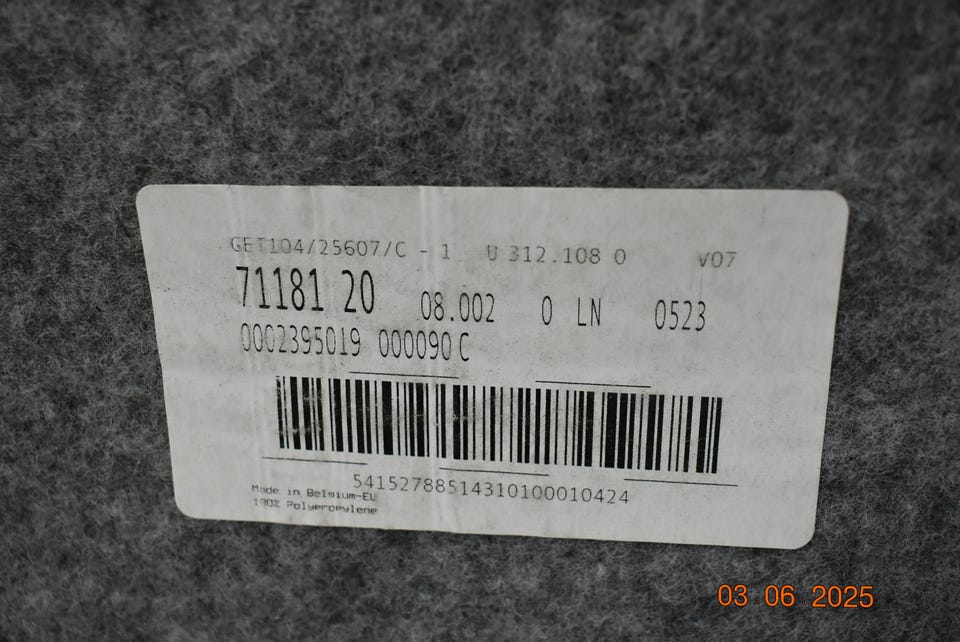 GET104/25607/C - 1 U 312.108 0 V07
71181 20 08.002 0 LN 0523
0002395019 000090 C
54152788514310100010424
Made in Belgium-EU
100% Polypropylene
03 06 2025